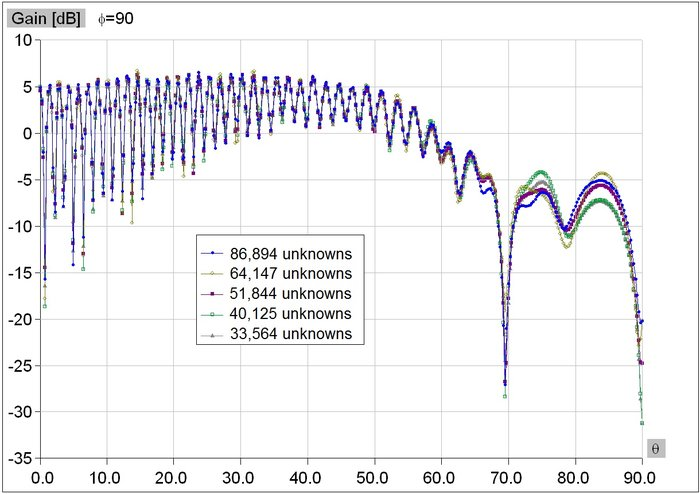 Gain [dB] ϕ=90
10
5
0
-5
-10
-15
-20
-25
-30
-35
86,894 unknowns
64,147 unknowns
51,844 unknowns
40,125 unknowns
33,564 unknowns
θ
0.0 10.0 20.0 30.0 40.0 50.0 60.0 70.0 80.0 90.0